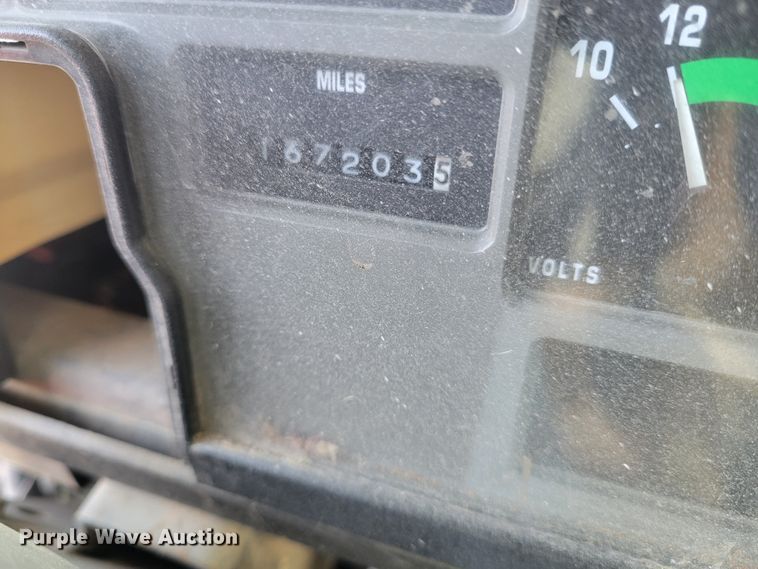 MILES
1672035
10
12
VOLTS
Purple Wave Auction